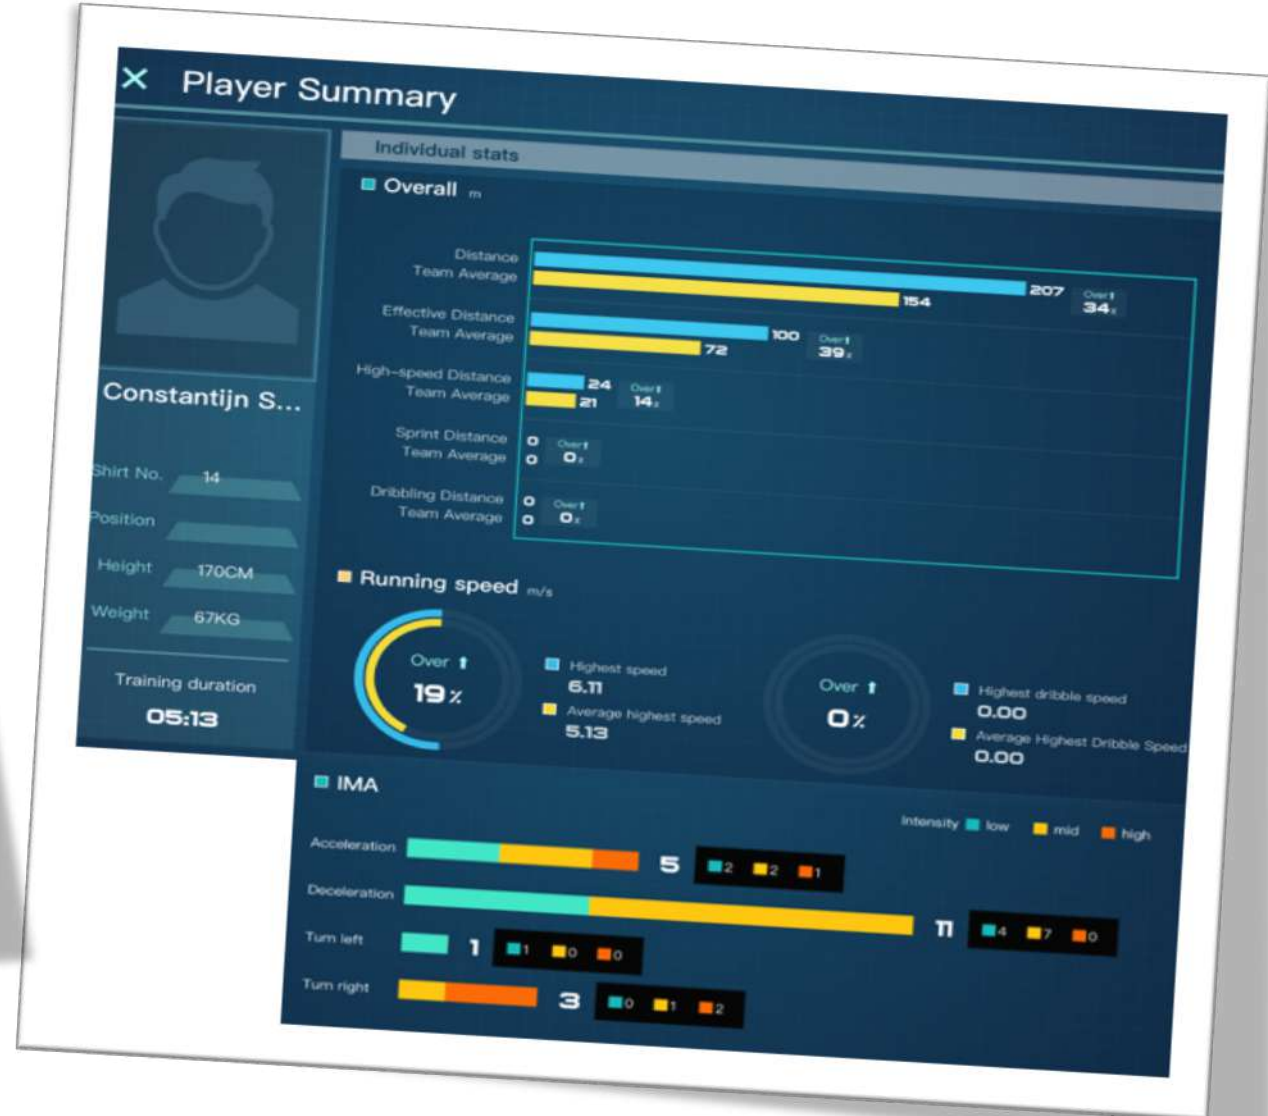 × Player Summary
Individual stats
Overall m
Distance 207 Over⬆ 34%
Team Average 154
Effective Distance 100 Over⬆ 39%
Team Average 72
High-speed Distance 24 Over⬆ 14%
Team Average 21
Sprint Distance 0 Over⬆ 0%
Team Average 0
Dribbling Distance 0 Over⬆ 0%
Team Average 0
Constantijn S...
Shirt No. 14
Position
Height 170CM
Weight 67KG
Training duration
05:13
Running speed m/s
Over ⬆
19%
Highest speed
6.11
Average highest speed
5.13
Over ⬆
0%
Highest dribble speed
0.00
Average Highest Dribble Speed
0.00
IMA
Intensity low mid high
Acceleration 5 2 2 1
Deceleration 11 4 7 0
Turn left 1 1 0 0
Turn right 3 0 1 2